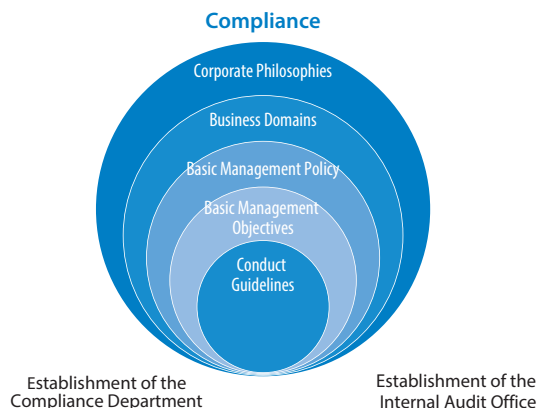 Compliance
Corporate Philosophies
Business Domains
Basic Management Policy
Basic Management
Objectives
Conduct
Guidelines
Establishment of the
Compliance Department
Establishment of the
Internal Audit Office